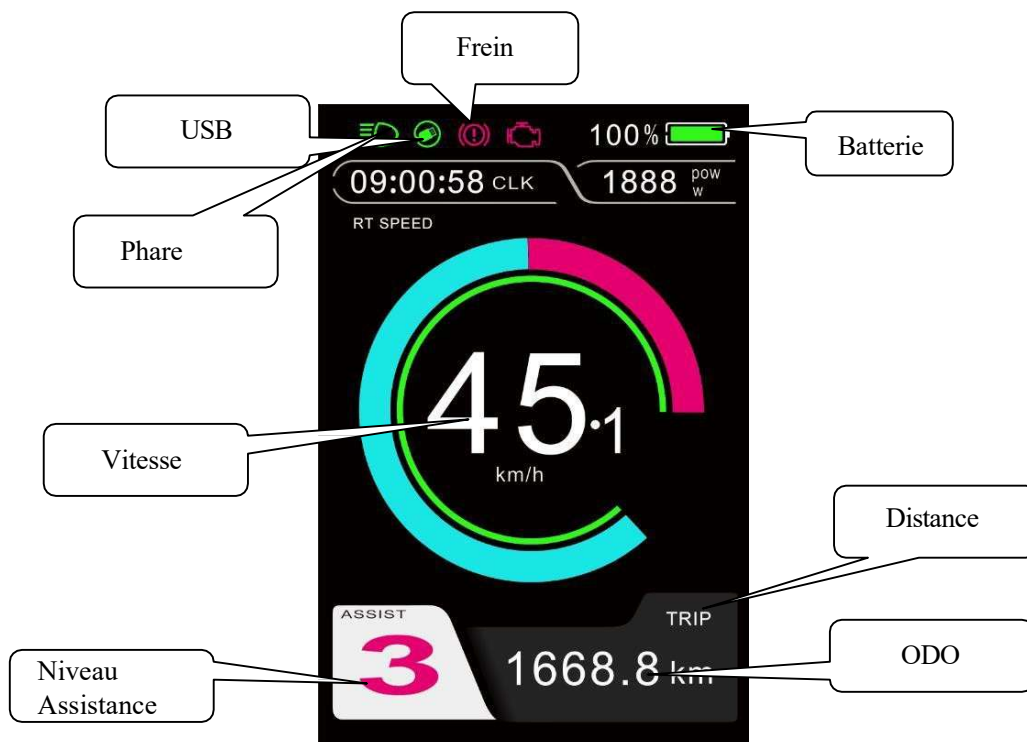 Frein
USB
Batterie
100%
09:00:58 CLK
1888 pow
w
RT SPEED
Phare
45.1
km/h
Vitesse
Distance
ASSIST
TRIP
3
1668.8 km
ODO
Niveau
Assistance